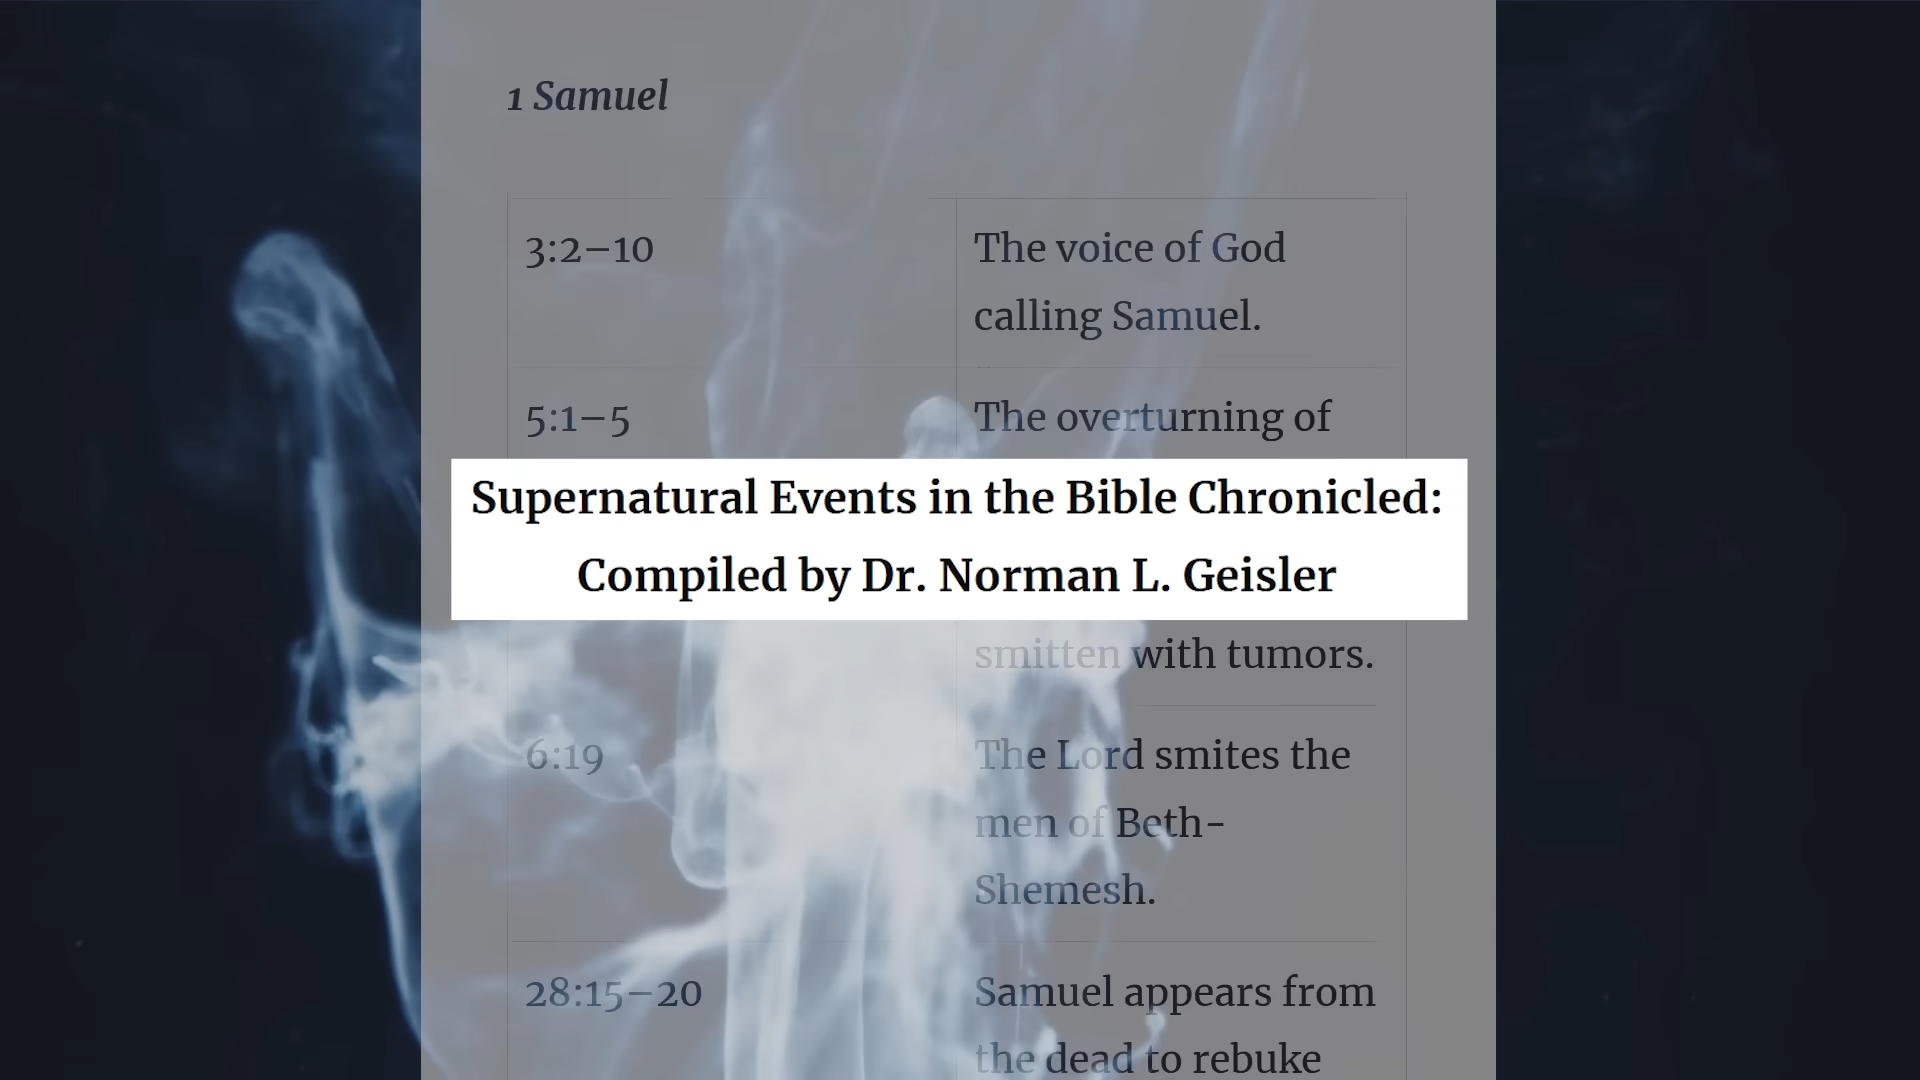 1 Samuel
3:2–10
The voice of God
calling Samuel.
5:1–5
The overturning of
Supernatural Events in the Bible Chronicled:
Compiled by Dr. Norman L. Geisler
smitten with tumors.
6:19
The Lord smites the
men of Beth-
Shemesh.
28:15–20
Samuel appears from
the dead to rebuke